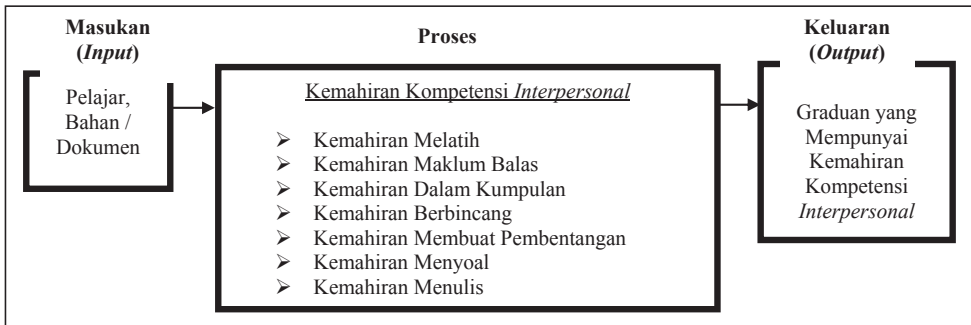 Masukan
(Input)
Pelajar,
Bahan /
Dokumen
Proses
Kemahiran Kompetensi Interpersonal
➢ Kemahiran Melatih
➢ Kemahiran Maklum Balas
➢ Kemahiran Dalam Kumpulan
➢ Kemahiran Berbincang
➢ Kemahiran Membuat Pembentangan
➢ Kemahiran Menyoal
➢ Kemahiran Menulis
Keluaran
(Output)
Graduan yang
Mempunyai
Kemahiran
Kompetensi
Interpersonal